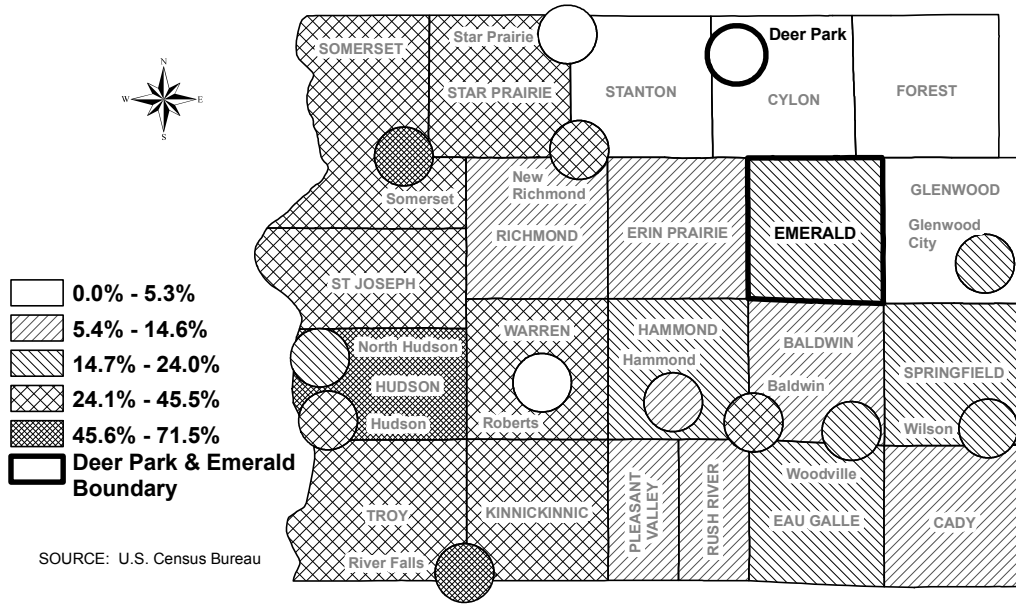 SOMERSET
Star Prairie
STAR PRAIRIE
STANTON
Deer Park
CYLON
FOREST
N
W
E
S
Somerset
New
Richmond
RICHMOND
ERIN PRAIRIE
EMERALD
GLENWOOD
Glenwood
City
ST JOSEPH
North Hudson
HUDSON
Hudson
WARREN
Roberts
HAMMOND
Hammond
BALDWIN
Baldwin
SPRINGFIELD
Wilson
Woodville
TROY
River Falls
KINNICKINNIC
PLEASANT
VALLEY
RUSH RIVER
EAU GALLE
CADY
0.0% - 5.3%
5.4% - 14.6%
14.7% - 24.0%
24.1% - 45.5%
45.6% - 71.5%
Deer Park & Emerald
Boundary
SOURCE: U.S. Census Bureau